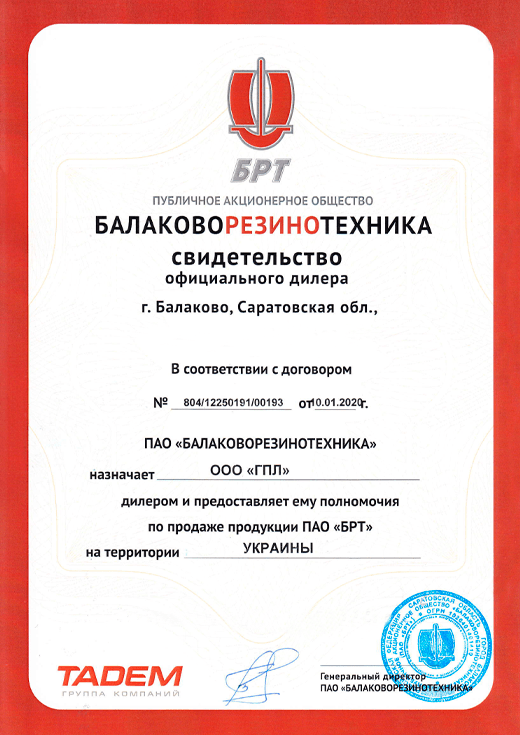 БРТ
ПУБЛИЧНОЕ АКЦИОНЕРНОЕ ОБЩЕСТВО
БАЛАКОВОРЕЗИНОТЕХНИКА
свидетельство
официального дилера
г. Балаково, Саратовская обл.,
В соответствии с договором
№ 804/12250191/00193 от 10.01.2020 г.
ПАО «БАЛАКОВОРЕЗИНОТЕХНИКА»
назначает ООО «ГПЛ»
дилером и предоставляет ему полномочия
по продаже продукции ПАО «БРТ»
на территории УКРАИНЫ
TADEM
ГРУППА КОМПАНИЙ
Генеральный директор
ПАО «БАЛАКОВОРЕЗИНОТЕХНИКА»
САРАТОВСКАЯ ОБЛАСТЬ